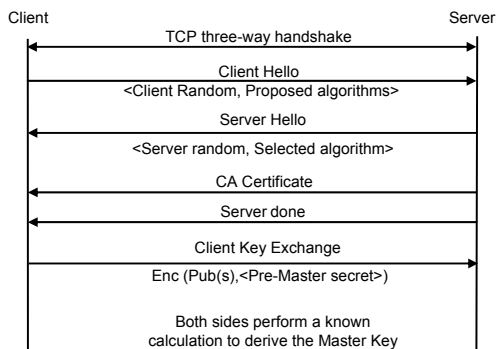 Client
Server
TCP three-way handshake
Client Hello
<Client Random, Proposed algorithms>
Server Hello
<Server random, Selected algorithm>
CA Certificate
Server done
Client Key Exchange
Enc (Pub(s),<Pre-Master secret>)
Both sides perform a known
calculation to derive the Master Key